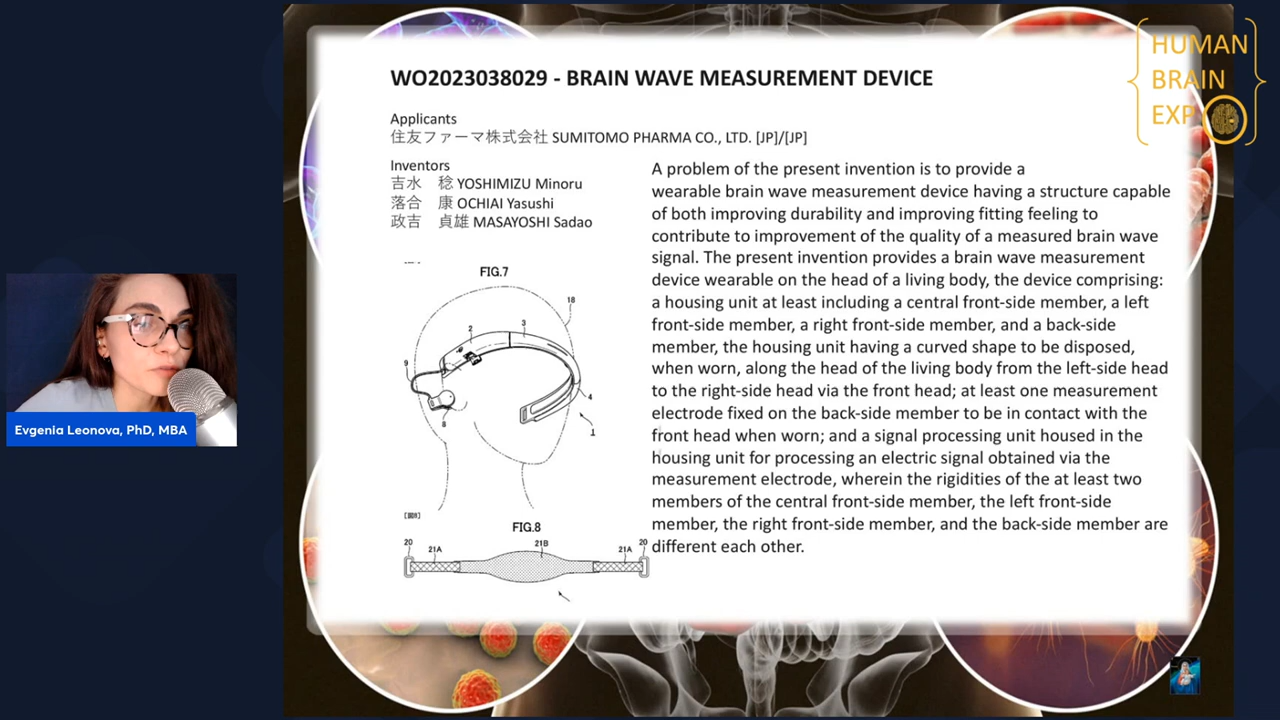 WO2023038029 - BRAIN WAVE MEASUREMENT DEVICE
Applicants
住友ファーマ株式会社 SUMITOMO PHARMA CO., LTD. [JP]/[JP]
Inventors
吉水 稔 YOSHIMIZU Minoru
落合 康 OCHIAI Yasushi
政吉 貞雄 MASAYOSHI Sadao
A problem of the present invention is to provide a
wearable brain wave measurement device having a structure capable
of both improving durability and improving fitting feeling to
contribute to improvement of the quality of a measured brain wave
signal. The present invention provides a brain wave measurement
device wearable on the head of a living body, the device comprising:
a housing unit at least including a central front-side member, a left
front-side member, a right front-side member, and a back-side
member, the housing unit having a curved shape to be disposed,
when worn, along the head of the living body from the left-side head
to the right-side head via the front head; at least one measurement
electrode fixed on the back-side member to be in contact with the
front head when worn; and a signal processing unit housed in the
housing unit for processing an electric signal obtained via the
measurement electrode, wherein the rigidities of the at least two
members of the central front-side member, the left front-side
member, the right front-side member, and the back-side member are
different each other.
FIG.7
18
3
2
9
4
8
1
FIG.8
20
21A
21B
21A
20
HUMAN
BRAIN
EXP
Evgenia Leonova, PhD, MBA